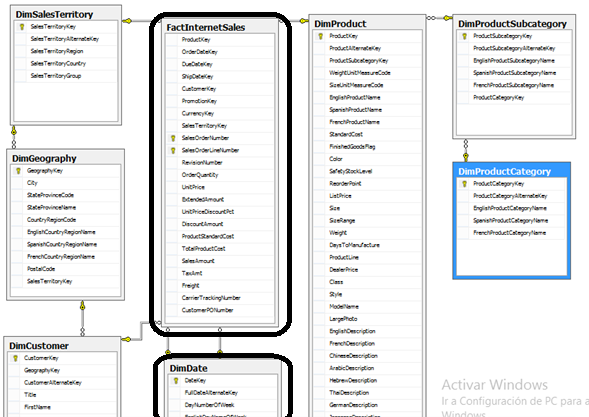 DimSalesTerritory
SalesTerritoryKey
SalesTerritoryAlternateKey
SalesTerritoryRegion
SalesTerritoryCountry
SalesTerritoryGroup
DimGeography
GeographyKey
City
StateProvinceCode
StateProvinceName
CountryRegionCode
EnglishCountryRegionName
SpanishCountryRegionName
FrenchCountryRegionName
PostalCode
SalesTerritoryKey
DimCustomer
CustomerKey
GeographyKey
CustomerAlternateKey
Title
FirstName
FactInternetSales
ProductKey
OrderDateKey
DueDateKey
ShipDateKey
CustomerKey
PromotionKey
CurrencyKey
SalesTerritoryKey
SalesOrderNumber
SalesOrderLineNumber
RevisionNumber
OrderQuantity
UnitPrice
ExtendedAmount
UnitPriceDiscountPct
DiscountAmount
ProductStandardCost
TotalProductCost
SalesAmount
TaxAmt
Freight
CarrierTrackingNumber
CustomerPONumber
DimDate
DateKey
FullDateAlternateKey
DayNumberOfWeek
EnglishDayNameOfWeek
DimProduct
ProductKey
ProductAlternateKey
ProductSubcategoryKey
WeightUnitMeasureCode
SizeUnitMeasureCode
EnglishProductName
SpanishProductName
FrenchProductName
StandardCost
FinishedGoodsFlag
Color
SafetyStockLevel
ReorderPoint
ListPrice
Size
SizeRange
Weight
DaysToManufacture
ProductLine
DealerPrice
Class
Style
ModelName
LargePhoto
EnglishDescription
FrenchDescription
ChineseDescription
ArabicDescription
HebrewDescription
ThaiDescription
GermanDescription
DimProductSubcategory
ProductSubcategoryKey
ProductSubcategoryAlternateKey
EnglishProductSubcategoryName
SpanishProductSubcategoryName
FrenchProductSubcategoryName
ProductCategoryKey
DimProductCategory
ProductCategoryKey
ProductCategoryAlternateKey
EnglishProductCategoryName
SpanishProductCategoryName
FrenchProductCategoryName
Activar Windows
Ir a Configuración de PC para a
Windows.